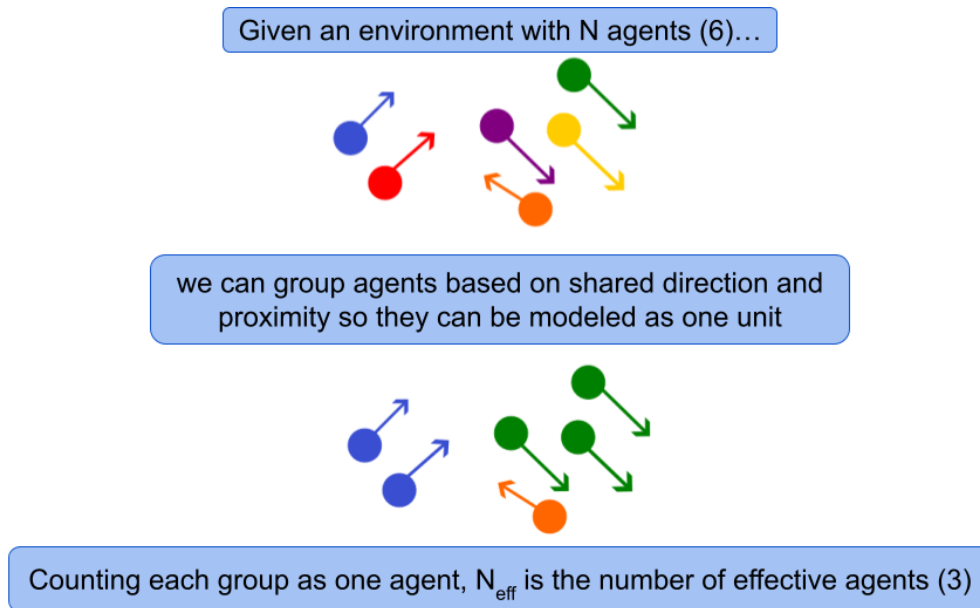 Given an environment with N agents (6)…
we can group agents based on shared direction and
proximity so they can be modeled as one unit
Counting each group as one agent, Neff is the number of effective agents (3)